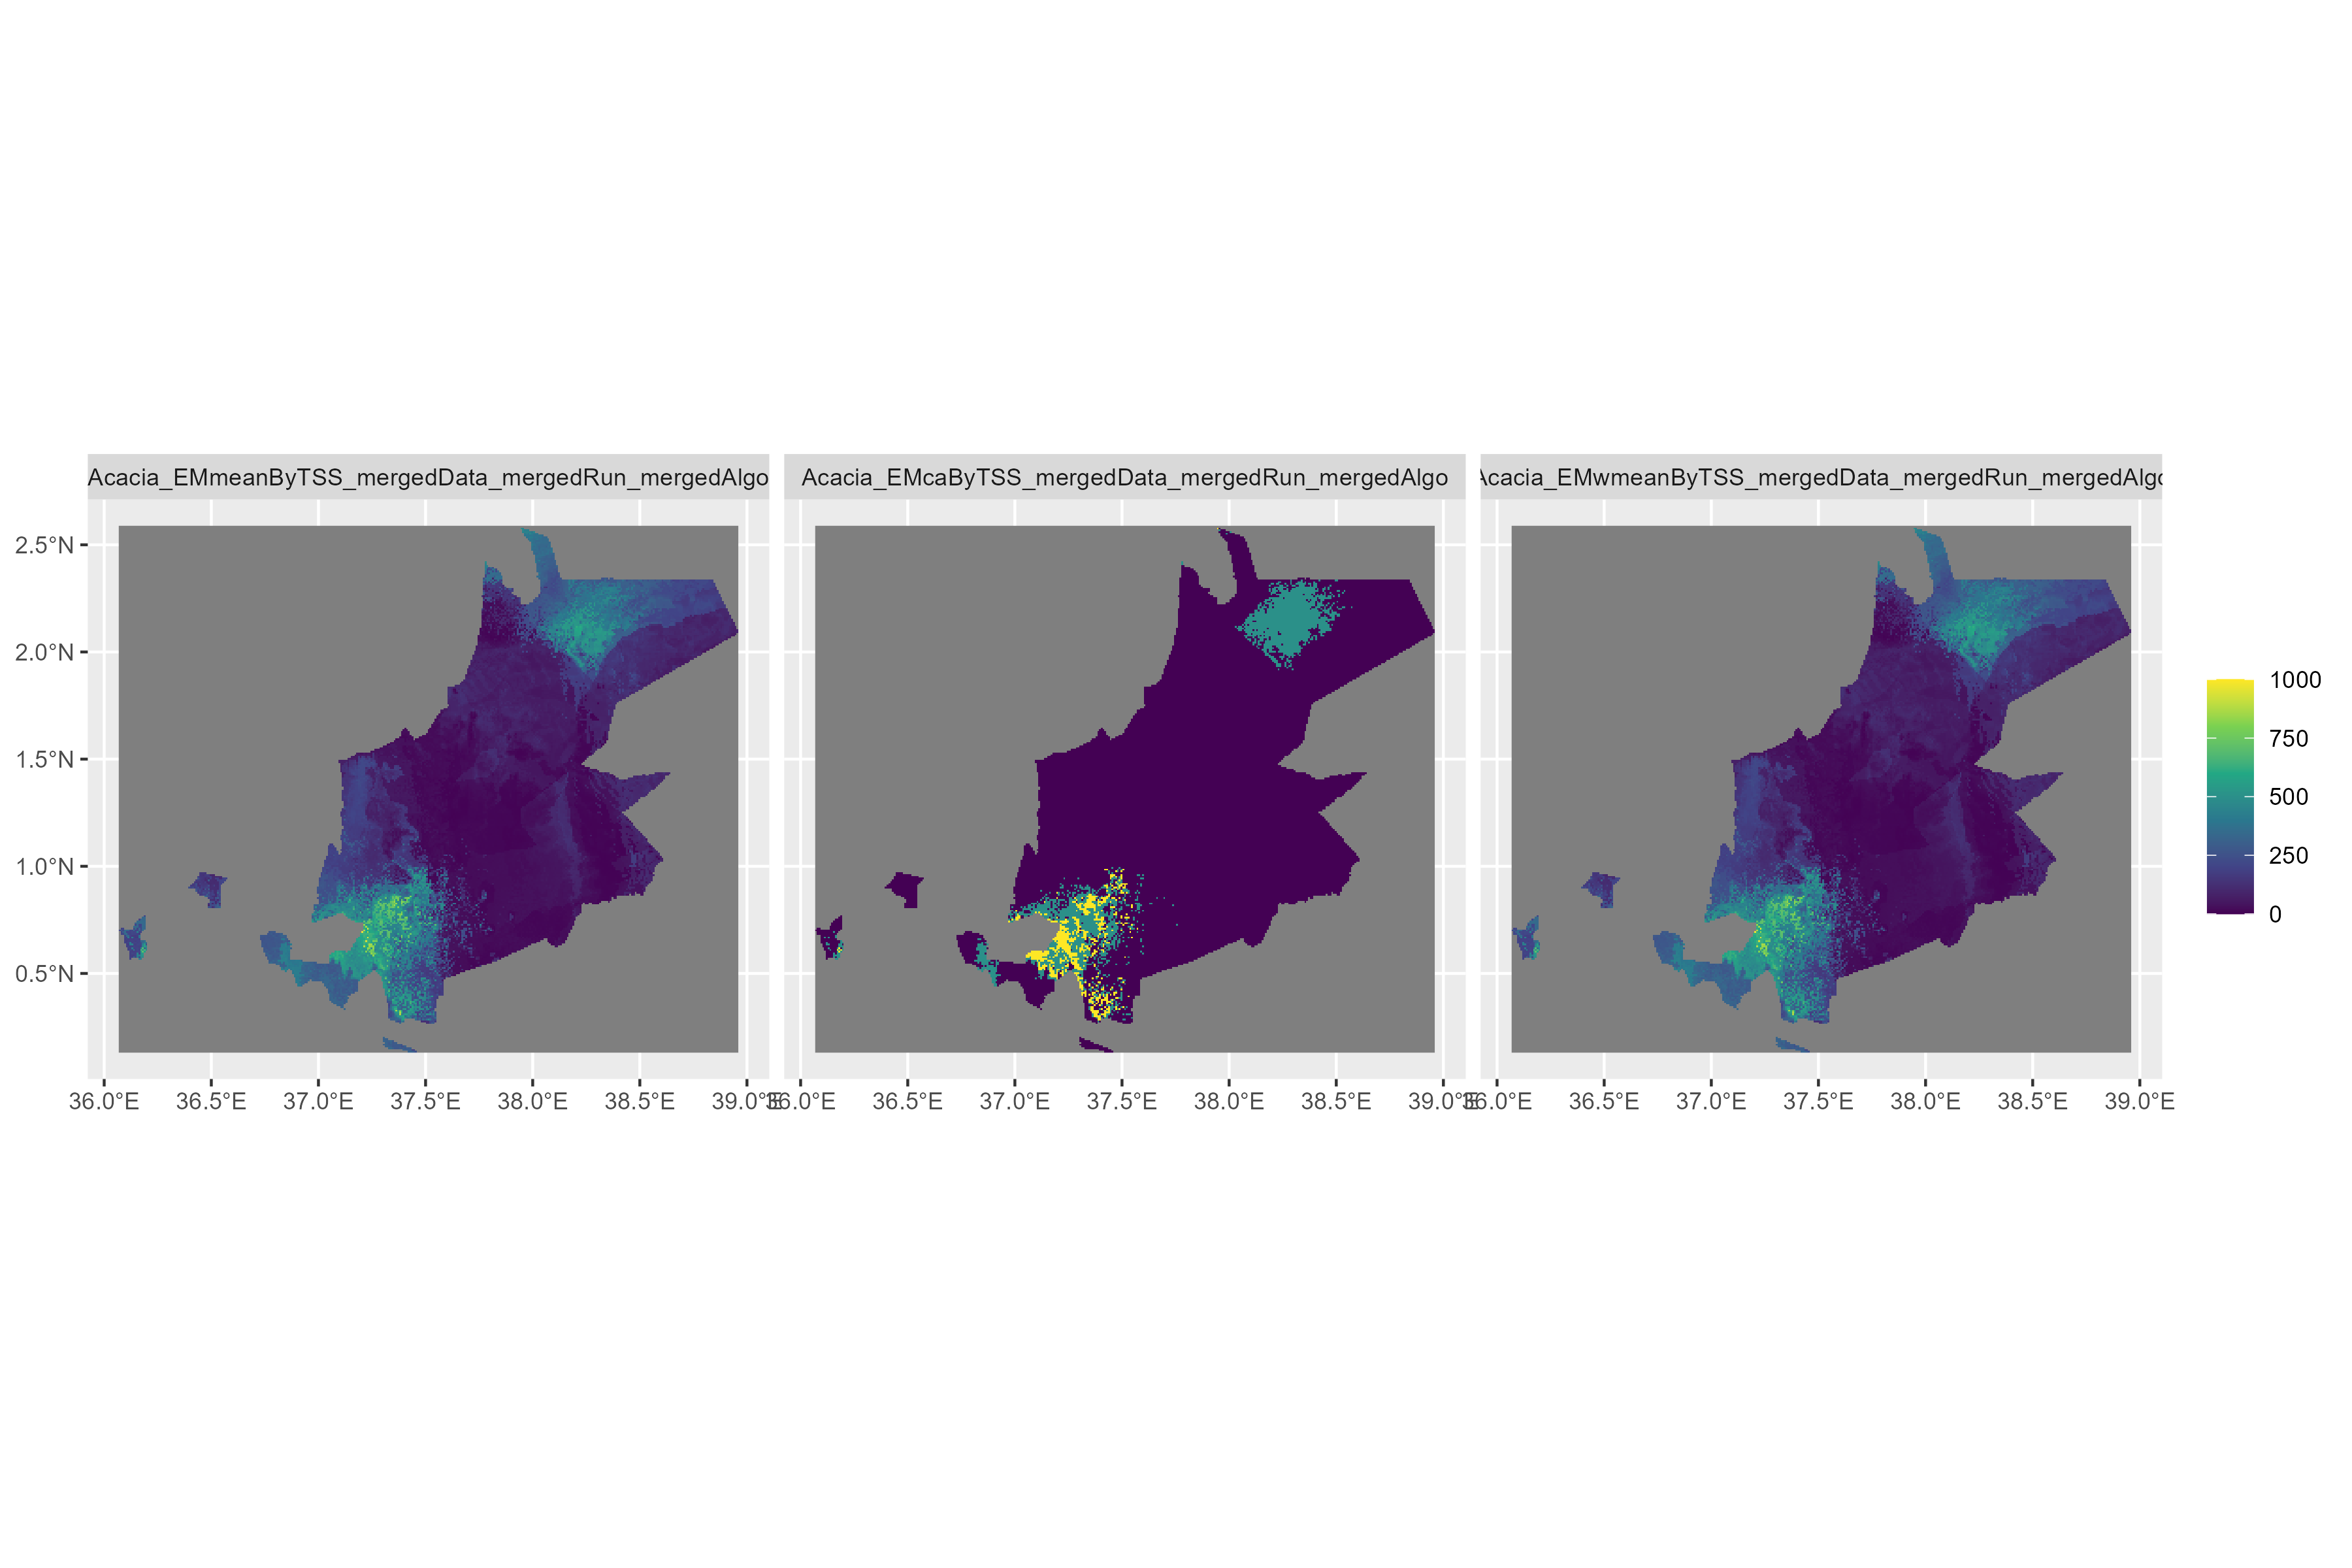 Acacia_EMmeanByTSS_mergedData_mergedRun_mergedAlgo
Acacia_EMcaByTSS_mergedData_mergedRun_mergedAlgo
Acacia_EMwmeanByTSS_mergedData_mergedRun_mergedAlgo
2.5°N
2.0°N
1.5°N
1.0°N
0.5°N
36.0°E 36.5°E 37.0°E 37.5°E 38.0°E 38.5°E 39.0°E
36.0°E 36.5°E 37.0°E 37.5°E 38.0°E 38.5°E 39.0°E
36.0°E 36.5°E 37.0°E 37.5°E 38.0°E 38.5°E 39.0°E
1000
750
500
250
0